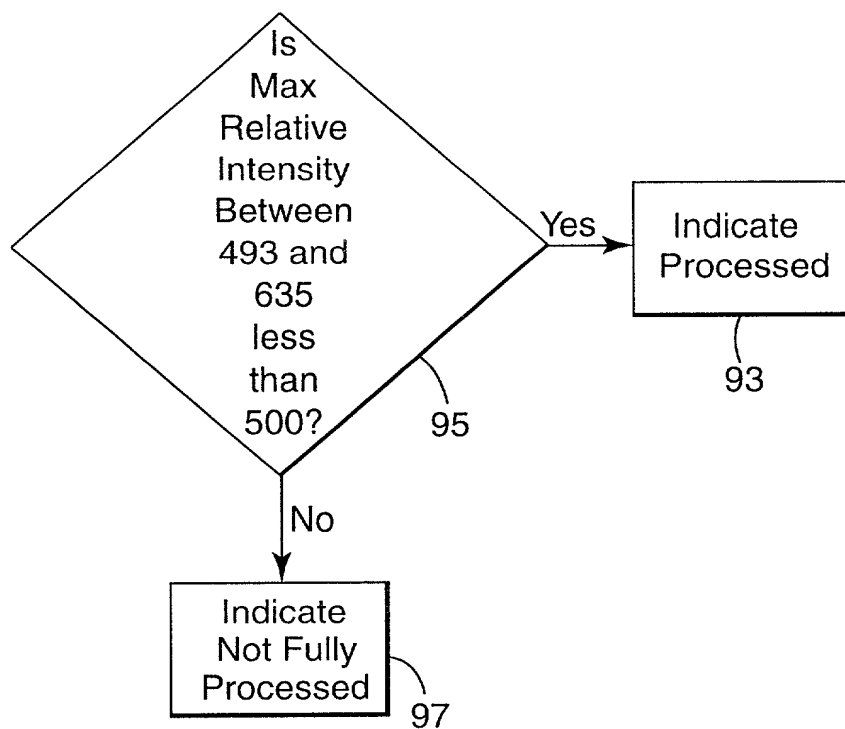 Is
Max
Relative
Intensity
Between
493 and
635
less
than
500?
Yes
Indicate
Processed
93
95
No
Indicate
Not Fully
Processed
97